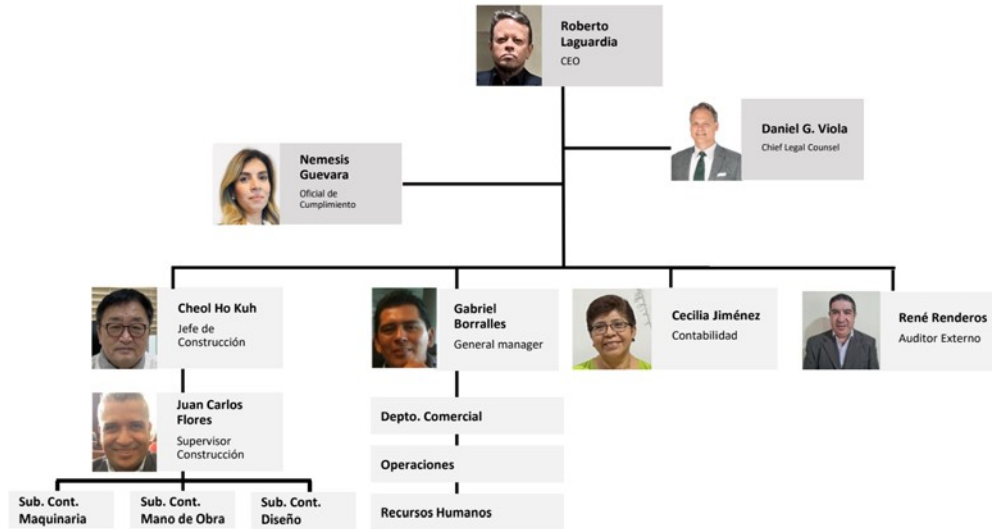 Roberto
Laguardia
CEO
Daniel G. Viola
Chief Legal Counsel
Nemesis
Guevara
Oficial de
Cumplimiento
Cheol Ho Kuh
Jefe de
Construcción
Gabriel
Borralles
General manager
Cecilia Jiménez
Contabilidad
René Renderos
Auditor Externo
Juan Carlos
Flores
Supervisor
Construcción
Depto. Comercial
Operaciones
Recursos Humanos
Sub. Cont.
Maquinaria
Sub. Cont.
Mano de Obra
Sub. Cont.
Diseño